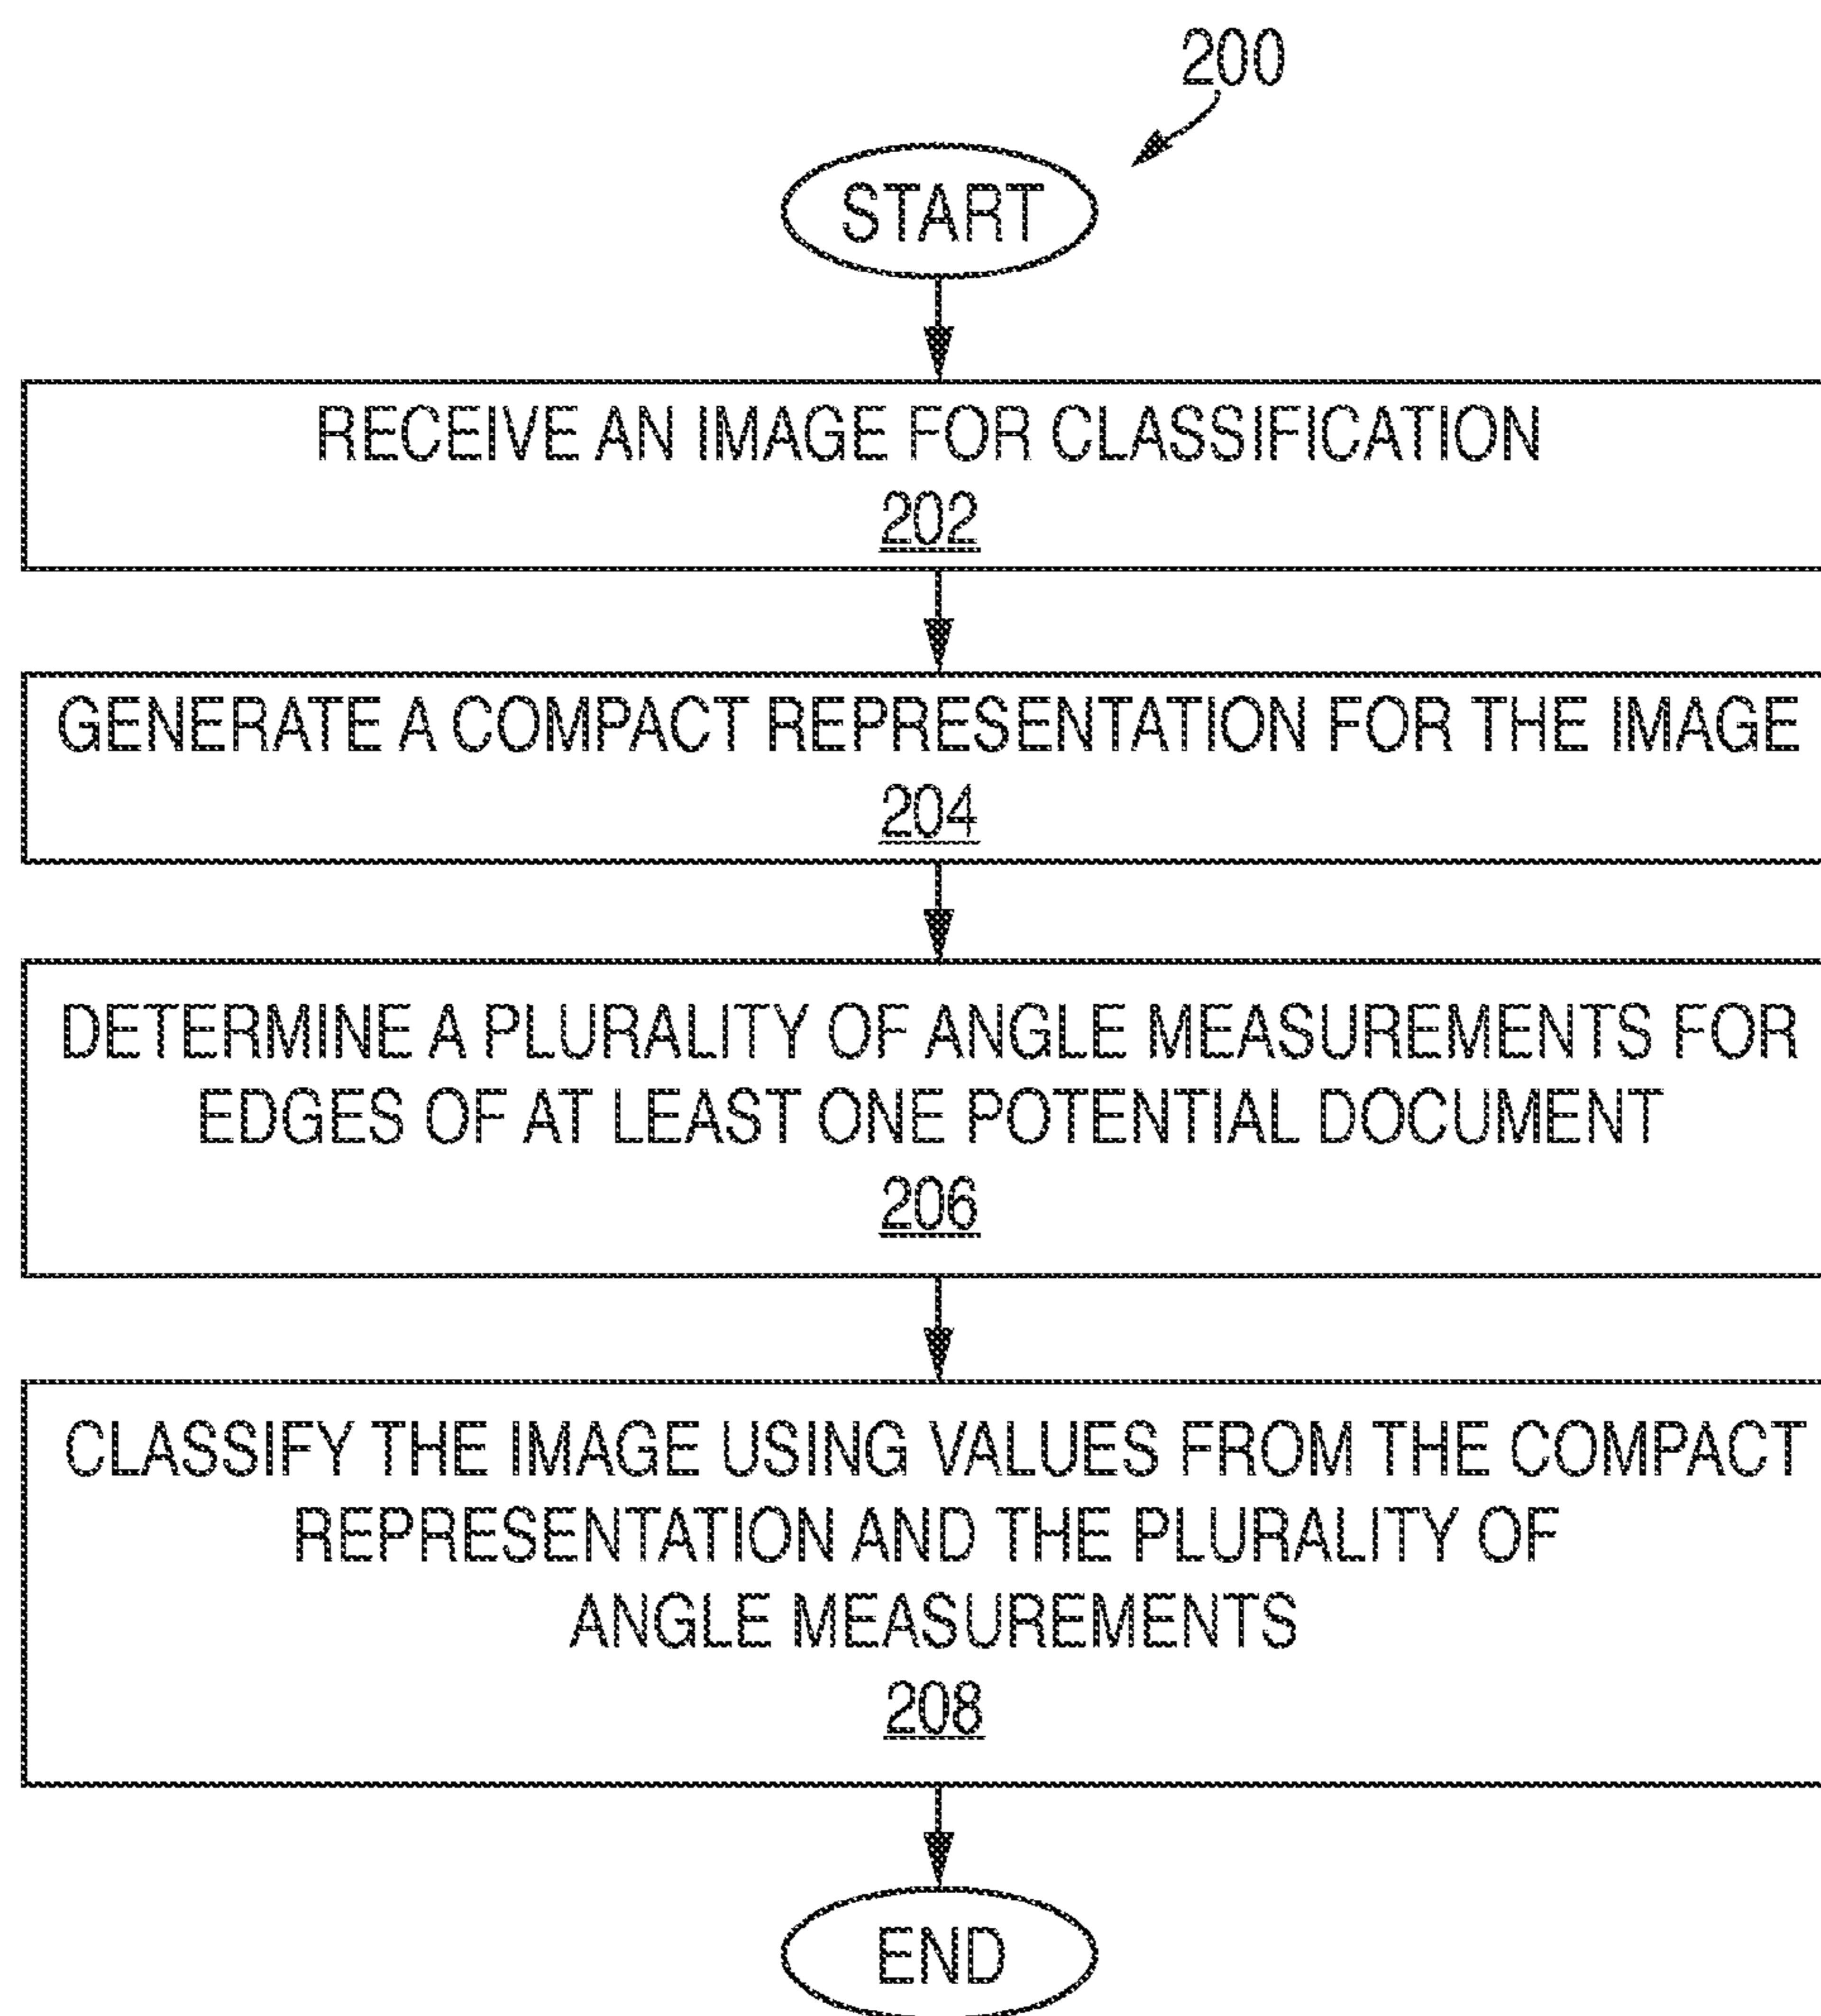 200
START
RECEIVE AN IMAGE FOR CLASSIFICATION
202
GENERATE A COMPACT REPRESENTATION FOR THE IMAGE
204
DETERMINE A PLURALITY OF ANGLE MEASUREMENTS FOR
EDGES OF AT LEAST ONE POTENTIAL DOCUMENT
206
CLASSIFY THE IMAGE USING VALUES FROM THE COMPACT
REPRESENTATION AND THE PLURALITY OF
ANGLE MEASUREMENTS
208
END